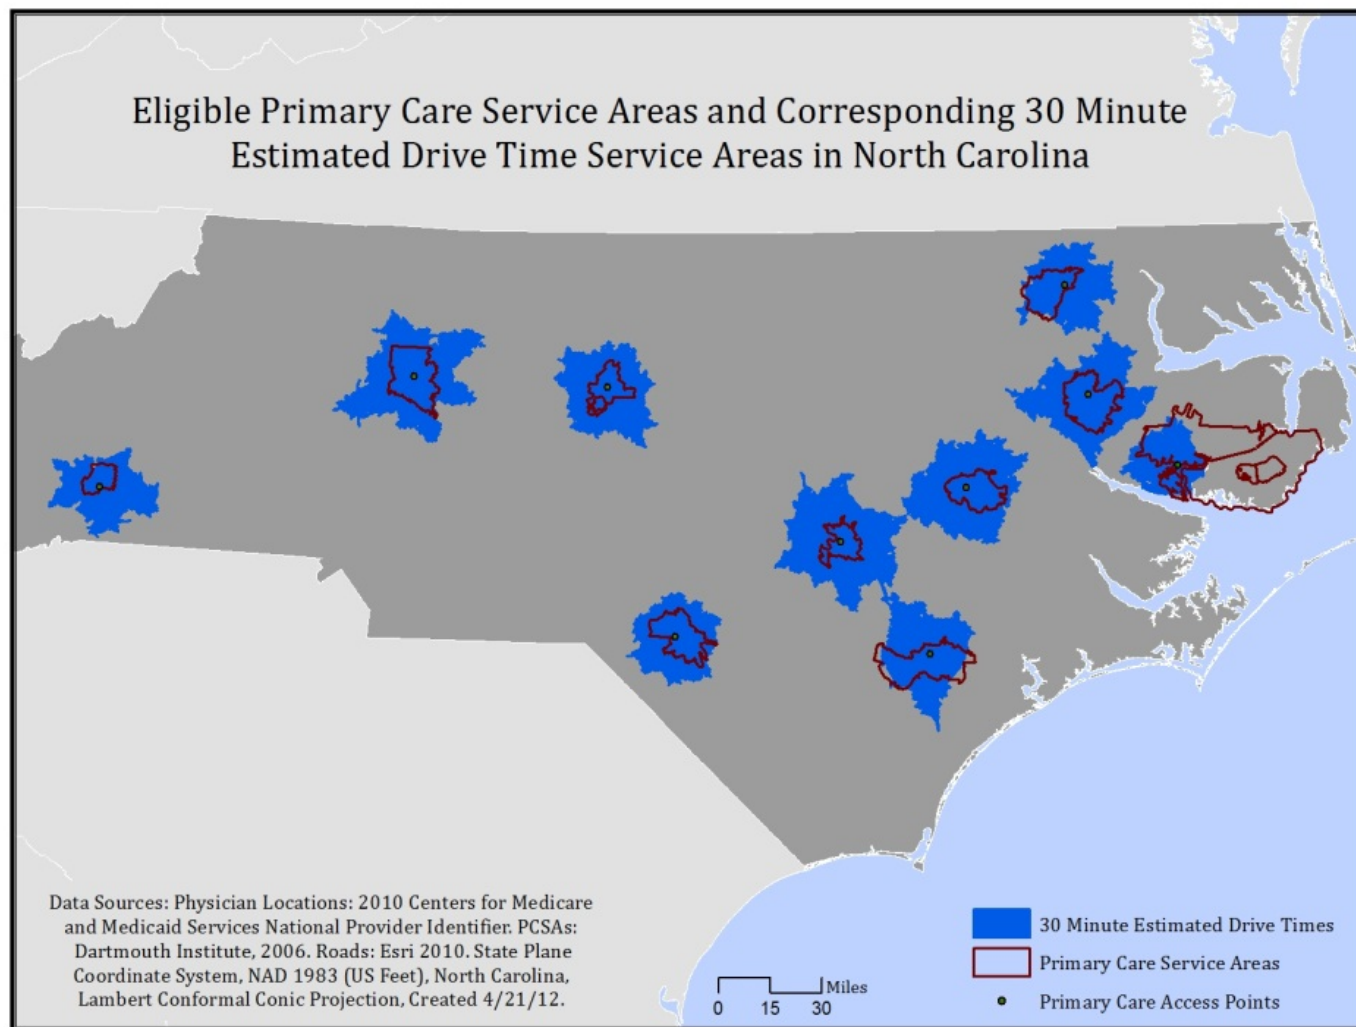 Eligible Primary Care Service Areas and Corresponding 30 Minute
Estimated Drive Time Service Areas in North Carolina
Data Sources: Physician Locations: 2010 Centers for Medicare
and Medicaid Services National Provider Identifier. PCSAs:
Dartmouth Institute, 2006. Roads: Esri 2010. State Plane
Coordinate System, NAD 1983 (US Feet), North Carolina,
Lambert Conformal Conic Projection, Created 4/21/12.
Miles
0 15 30
30 Minute Estimated Drive Times
Primary Care Service Areas
Primary Care Access Points